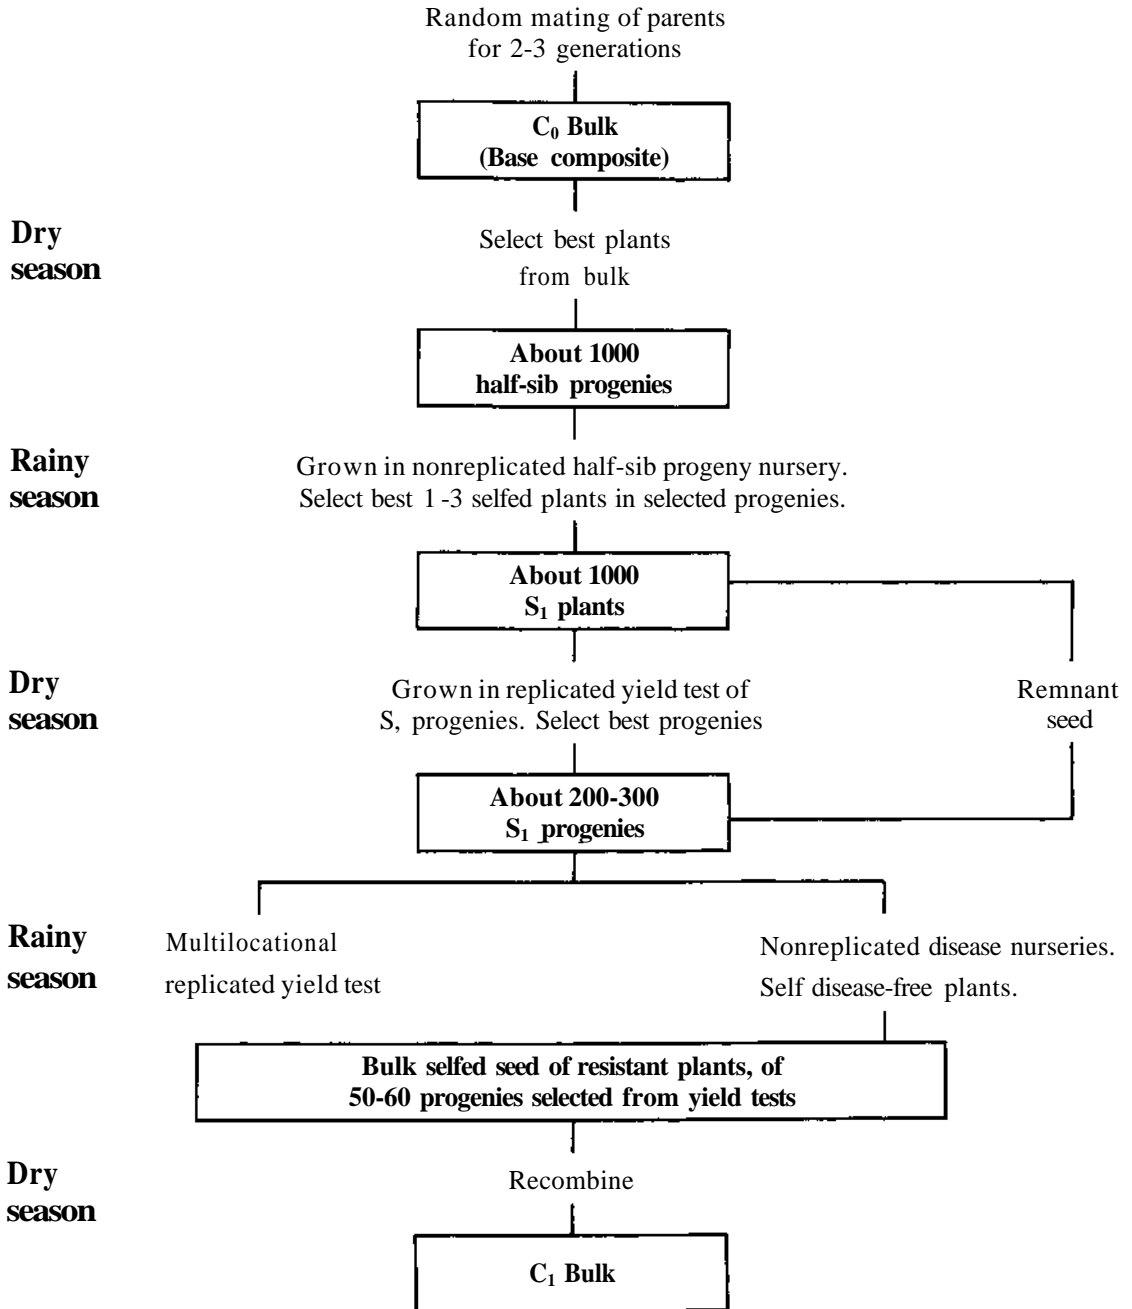 Random mating of parents
for 2-3 generations
C₀ Bulk
(Base composite)
Dry
season
Select best plants
from bulk
About 1000
half-sib progenies
Rainy
season
Grown in nonreplicated half-sib progeny nursery.
Select best 1-3 selfed plants in selected progenies.
About 1000
S₁ plants
Dry
season
Grown in replicated yield test of
S, progenies. Select best progenies
Remnant
seed
About 200-300
S₁ progenies
Rainy
season
Multilocational
replicated yield test
Nonreplicated disease nurseries.
Self disease-free plants.
Bulk selfed seed of resistant plants, of
50-60 progenies selected from yield tests
Dry
season
Recombine
C₁ Bulk